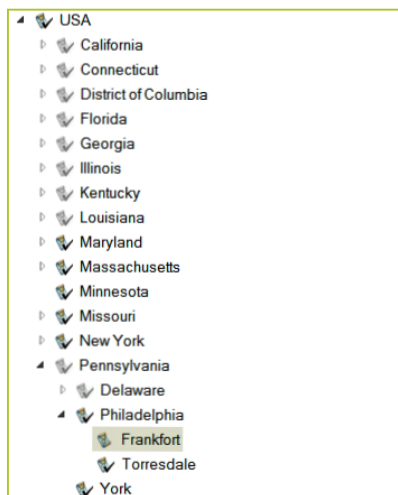 USA
California
Connecticut
District of Columbia
Florida
Georgia
Illinois
Kentucky
Louisiana
Maryland
Massachusetts
Minnesota
Missouri
New York
Pennsylvania
Delaware
Philadelphia
Frankfort
Torresdale
York